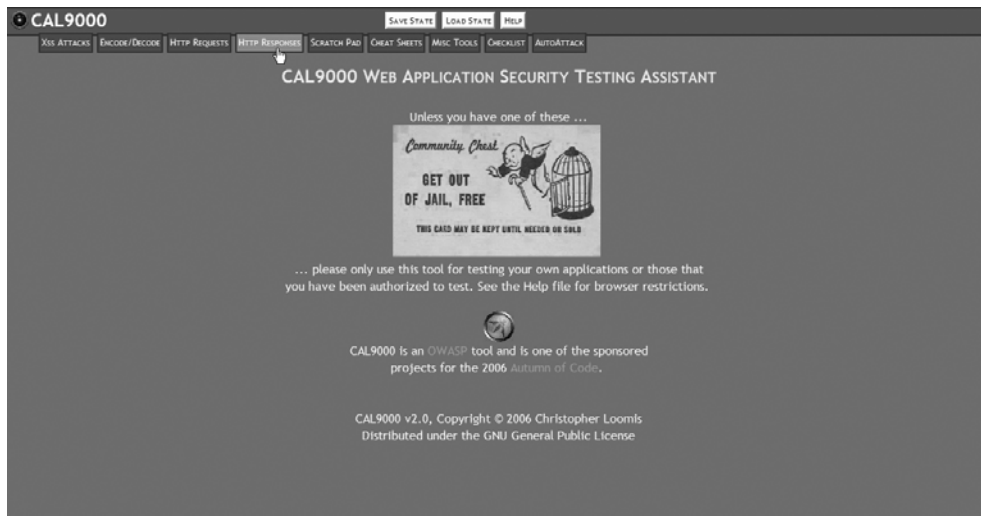 CAL9000
SAVE STATE LOAD STATE HELP
XSS ATTACKS ENCODE/DECODE HTTP REQUESTS HTTP RESPONSES SCRATCH PAD CHEAT SHEETS MISC TOOLS CHECKLIST AUTOATTACK
CAL9000 WEB APPLICATION SECURITY TESTING ASSISTANT
Unless you have one of these ...
Community Chest
GET OUT
OF JAIL, FREE
THIS CARD MAY BE KEPT UNTIL NEEDED OR SOLD
... please only use this tool for testing your own applications or those that
you have been authorized to test. See the Help file for browser restrictions.
CAL9000 is an OWASP tool and is one of the sponsored
projects for the 2006 Autumn of Code.
CAL9000 v2.0, Copyright © 2006 Christopher Loomis
Distributed under the GNU General Public License